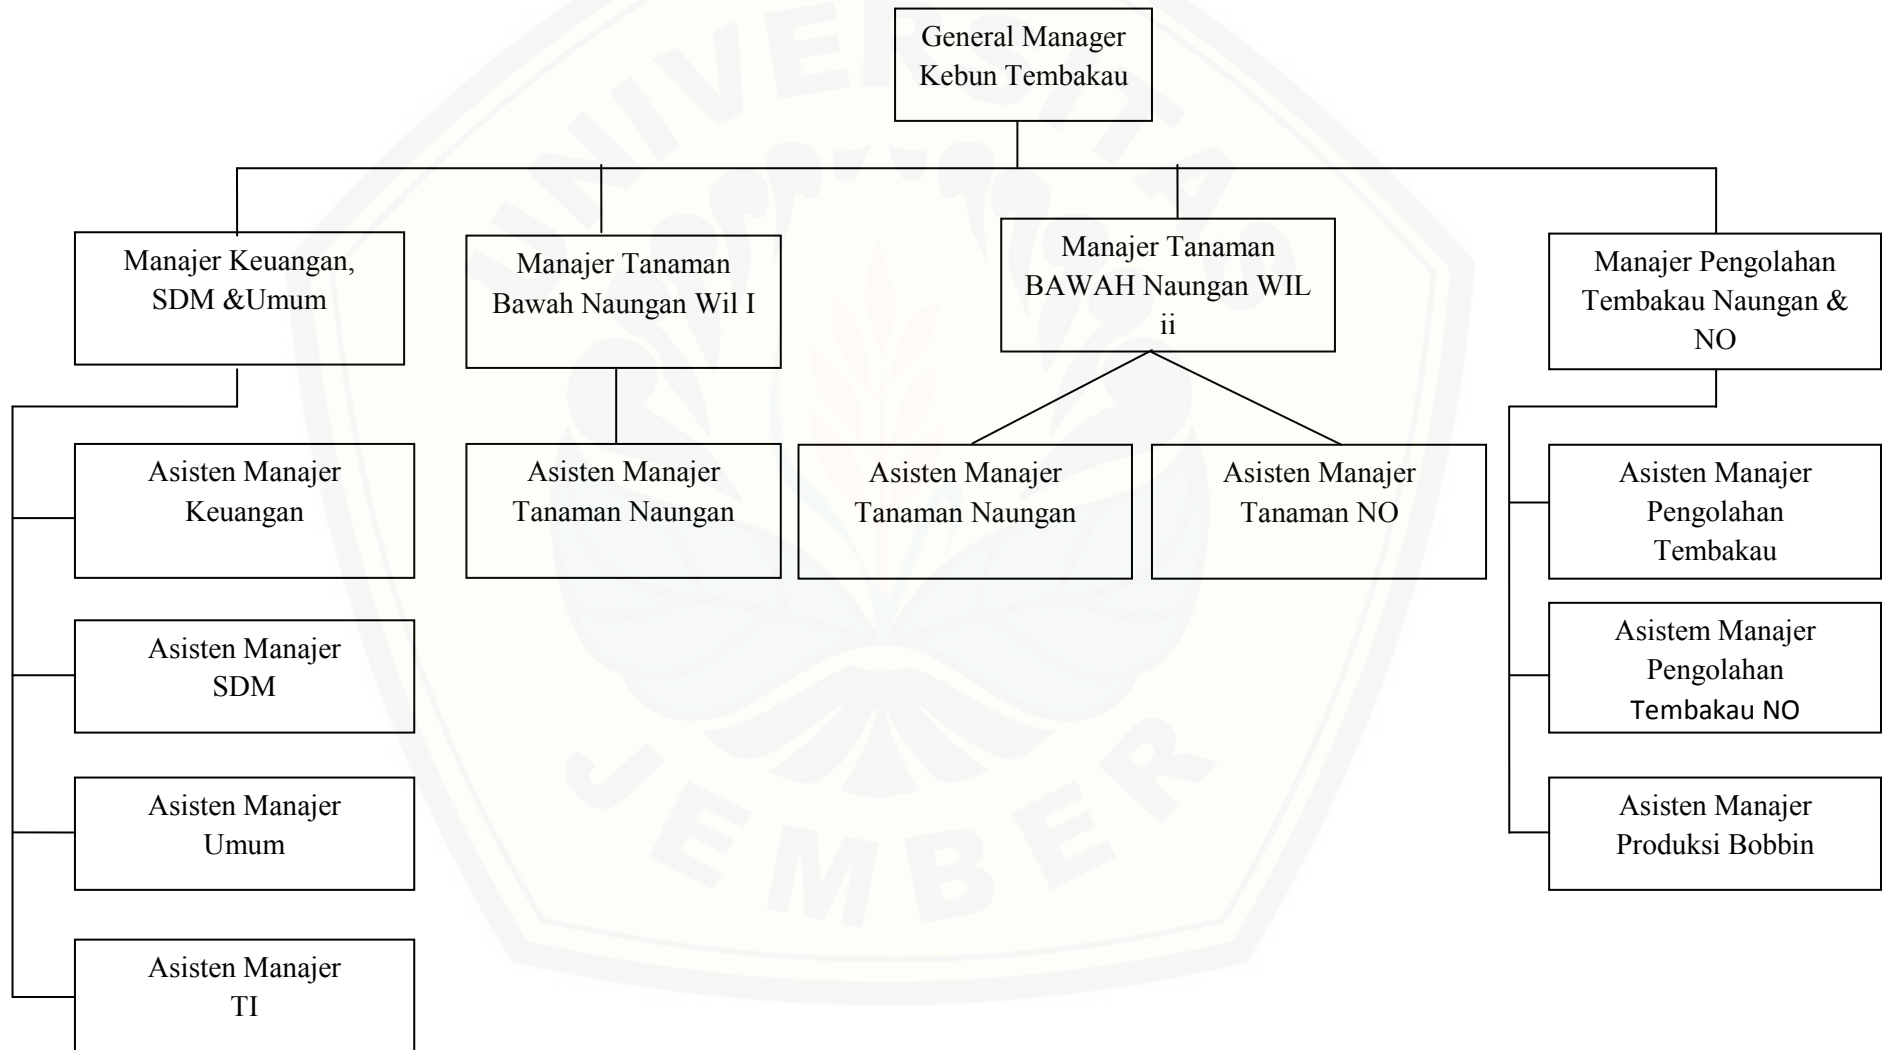 General Manager
Kebun Tembakau
Manajer Keuangan,
SDM &Umum
Manajer Tanaman
Bawah Naungan Wil I
Manajer Tanaman
BAWAH Naungan WIL
ii
Manajer Pengolahan
Tembakau Naungan &
NO
Asisten Manajer
Keuangan
Asisten Manajer
Tanaman Naungan
Asisten Manajer
Tanaman Naungan
Asisten Manajer
Tanaman NO
Asisten Manajer
Pengolahan
Tembakau
Asisten Manajer
SDM
Asistem Manajer
Pengolahan
Tembakau NO
Asisten Manajer
Umum
Asisten Manajer
Produksi Bobbin
Asisten Manajer
TI
UNIVERSITAS
JEMBER